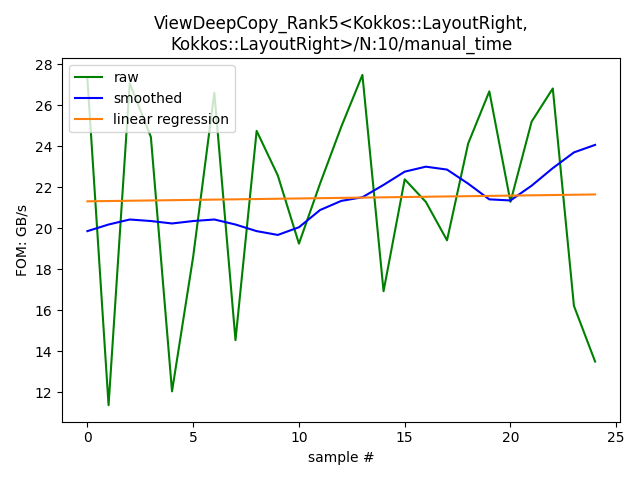 ViewDeepCopy_Rank5<Kokkos::LayoutRight,
Kokkos::LayoutRight>/N:10/manual_time
raw
smoothed
linear regression
FOM: GB/s
28
26
24
22
20
18
16
14
12
0
5
10
15
20
25
sample #